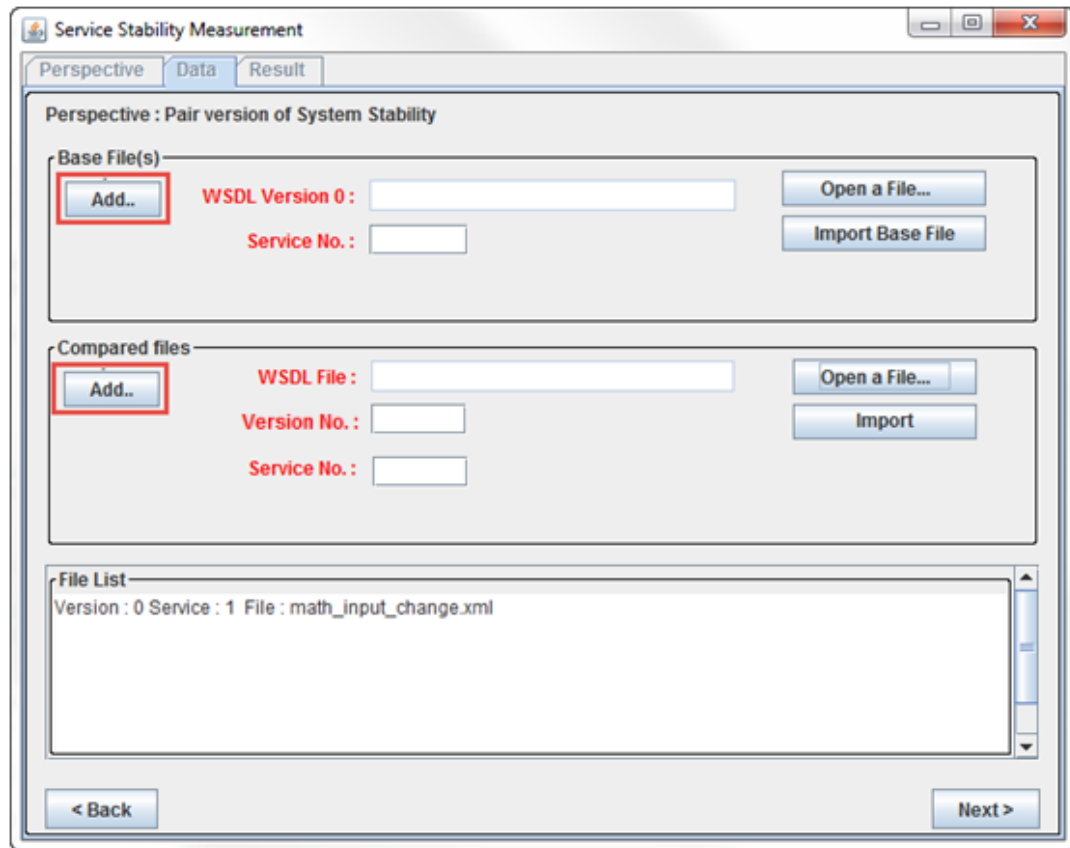 Service Stability Measurement
Perspective Data Result
Perspective : Pair version of System Stability
Base File(s)
Add.. WSDL Version 0 : Open a File...
Service No. : Import Base File
Compared files
Add.. WSDL File : Open a File...
Version No. : Import
Service No. :
File List
Version : 0 Service : 1 File : math_input_change.xml
< Back Next >